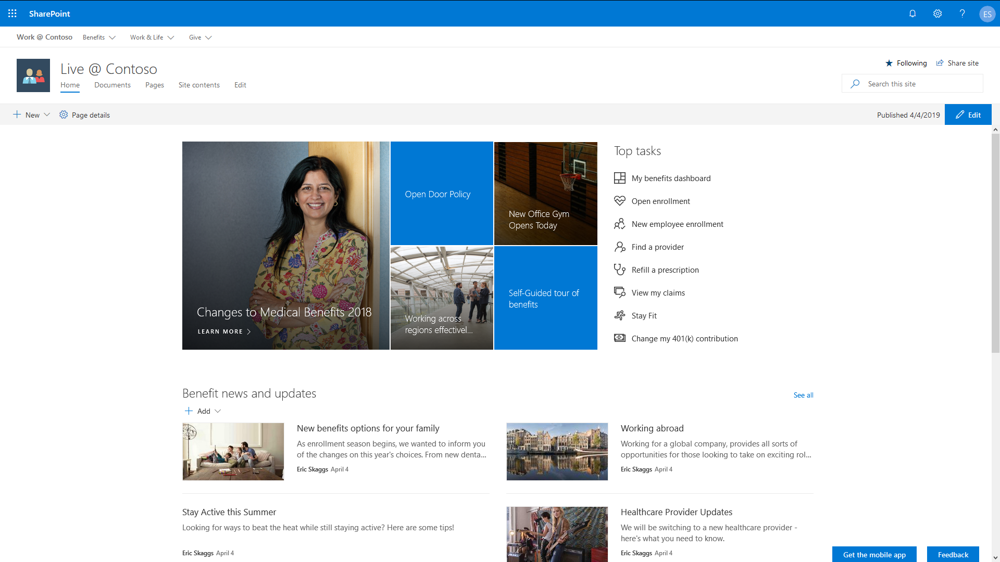 SharePoint
ES
Work @ Contoso
Benefits
Work & Life
Give
Live @ Contoso
Following
Share site
Home
Documents
Pages
Site contents
Edit
Search this site
New
Page details
Published 4/4/2019
Edit
Changes to Medical Benefits 2018
LEARN MORE
Open Door Policy
New Office Gym
Opens Today
Working across
regions effectivel...
Self-Guided tour of
benefits
Top tasks
My benefits dashboard
Open enrollment
New employee enrollment
Find a provider
Refill a prescription
View my claims
Stay Fit
Change my 401(k) contribution
Benefit news and updates
See all
Add
New benefits options for your family
As enrollment season begins, we wanted to inform you
of the changes on this year's choices. From new denta...
Eric Skaggs April 4
Working abroad
Working for a global company, provides all sorts of
opportunities for those looking to take on exciting rol...
Eric Skaggs April 4
Stay Active this Summer
Looking for ways to beat the heat while still staying active? Here are some tips!
Eric Skaggs April 4
Healthcare Provider Updates
We will be switching to a new healthcare provider -
here's what you need to know.
Eric Skaggs April 4
Get the mobile app
Feedback